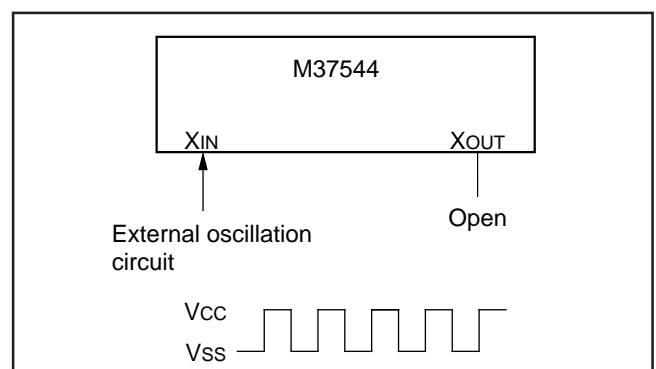 M37544
XIN XOUT
External oscillation
circuit
Open
VCC
VSS